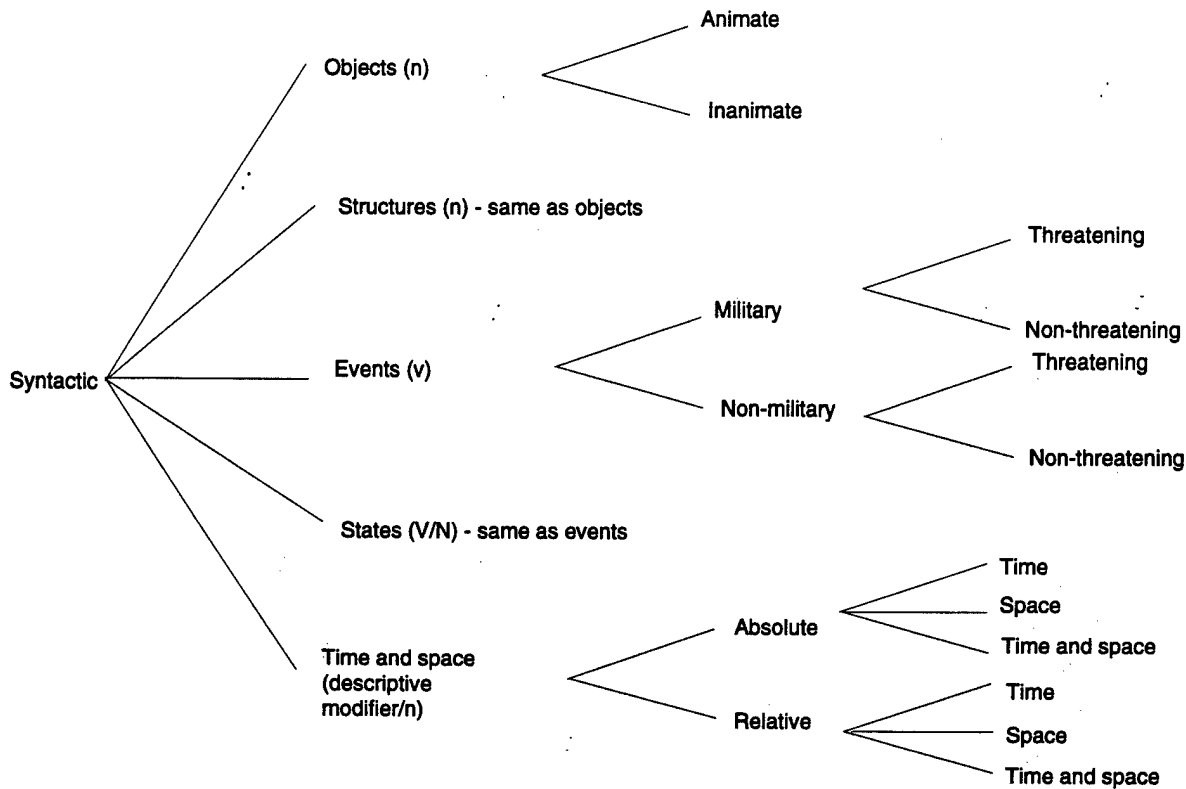 Animate
Objects (n)
Inanimate
Structures (n) - same as objects
Threatening
Military
Non-threatening
Threatening
Events (v)
Syntactic
Non-military
Non-threatening
States (V/N) - same as events
Time
Space
Absolute
Time and space
Time and space
(descriptive
modifier/n)
Time
Relative
Space
Time and space